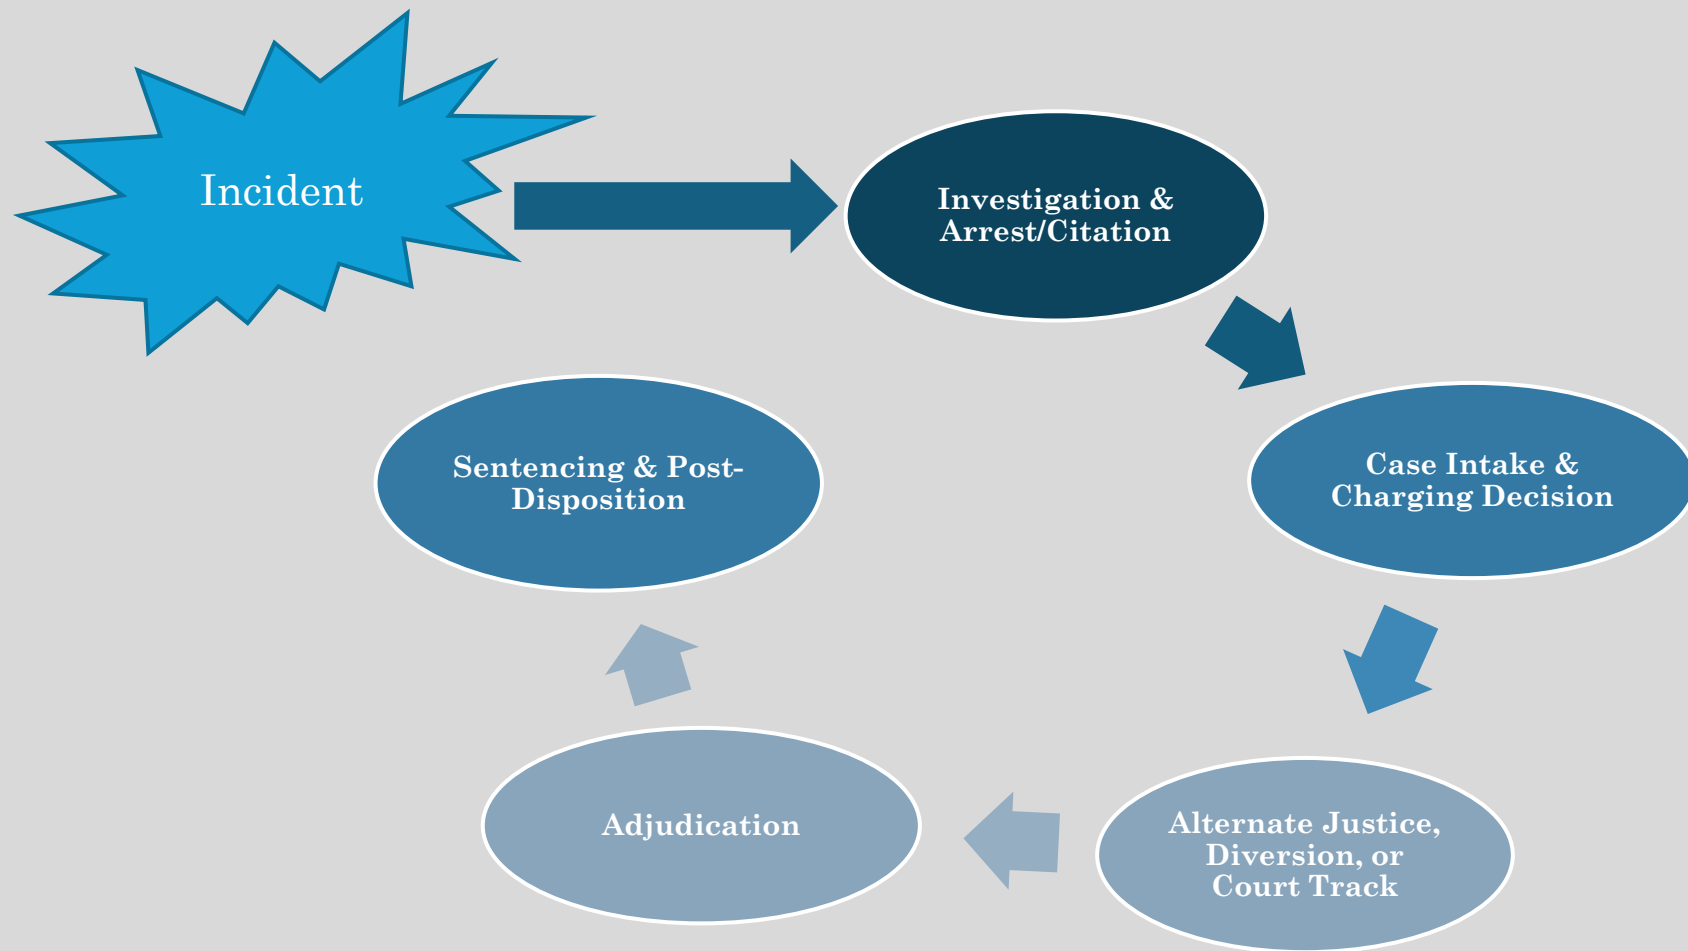 Incident
Investigation &
Arrest/Citation
Case Intake &
Charging Decision
Alternate Justice,
Diversion, or
Court Track
Adjudication
Sentencing & Post-
Disposition